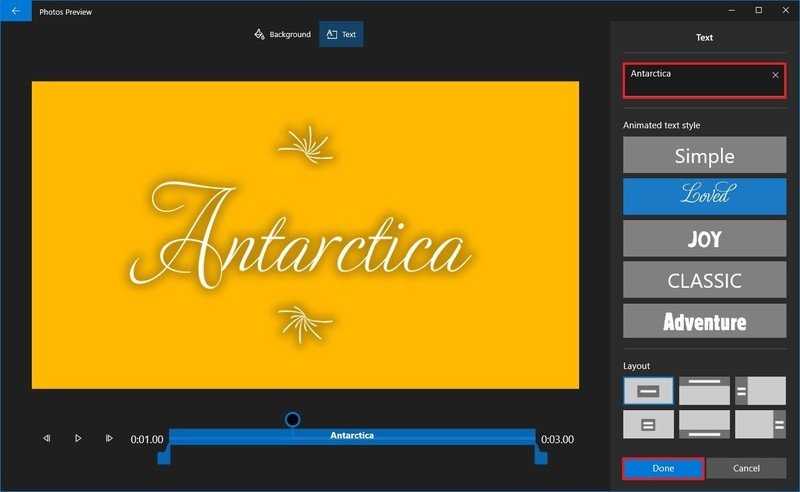 Photos Preview
Background
Text
Text
Antarctica
Animated text style
Simple
Loved
JOY
CLASSIC
Adventure
Layout
Antarctica
0:01.00
Antarctica
0:03.00
Done
Cancel